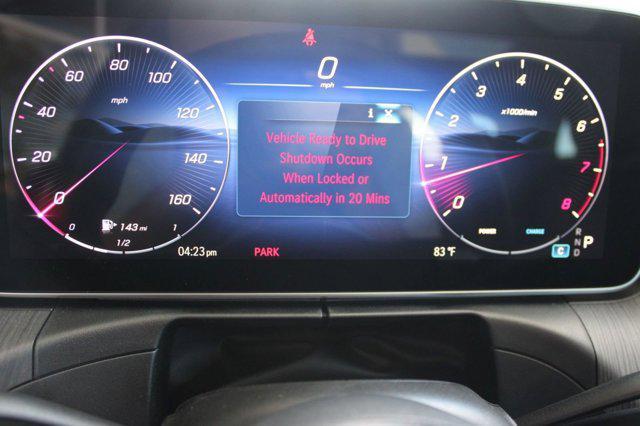 0
mph
i ×
Vehicle Ready to Drive
Shutdown Occurs
When Locked or
Automatically in 20 Mins
0
20
40
60
80
100
120
140
160
mph
143 mi
0 1/2 1
04:23 pm
PARK
83 °F
0
1
2
3
4
5
6
7
8
x1000/min
POWER
CHARGE
R
N
D
P
C